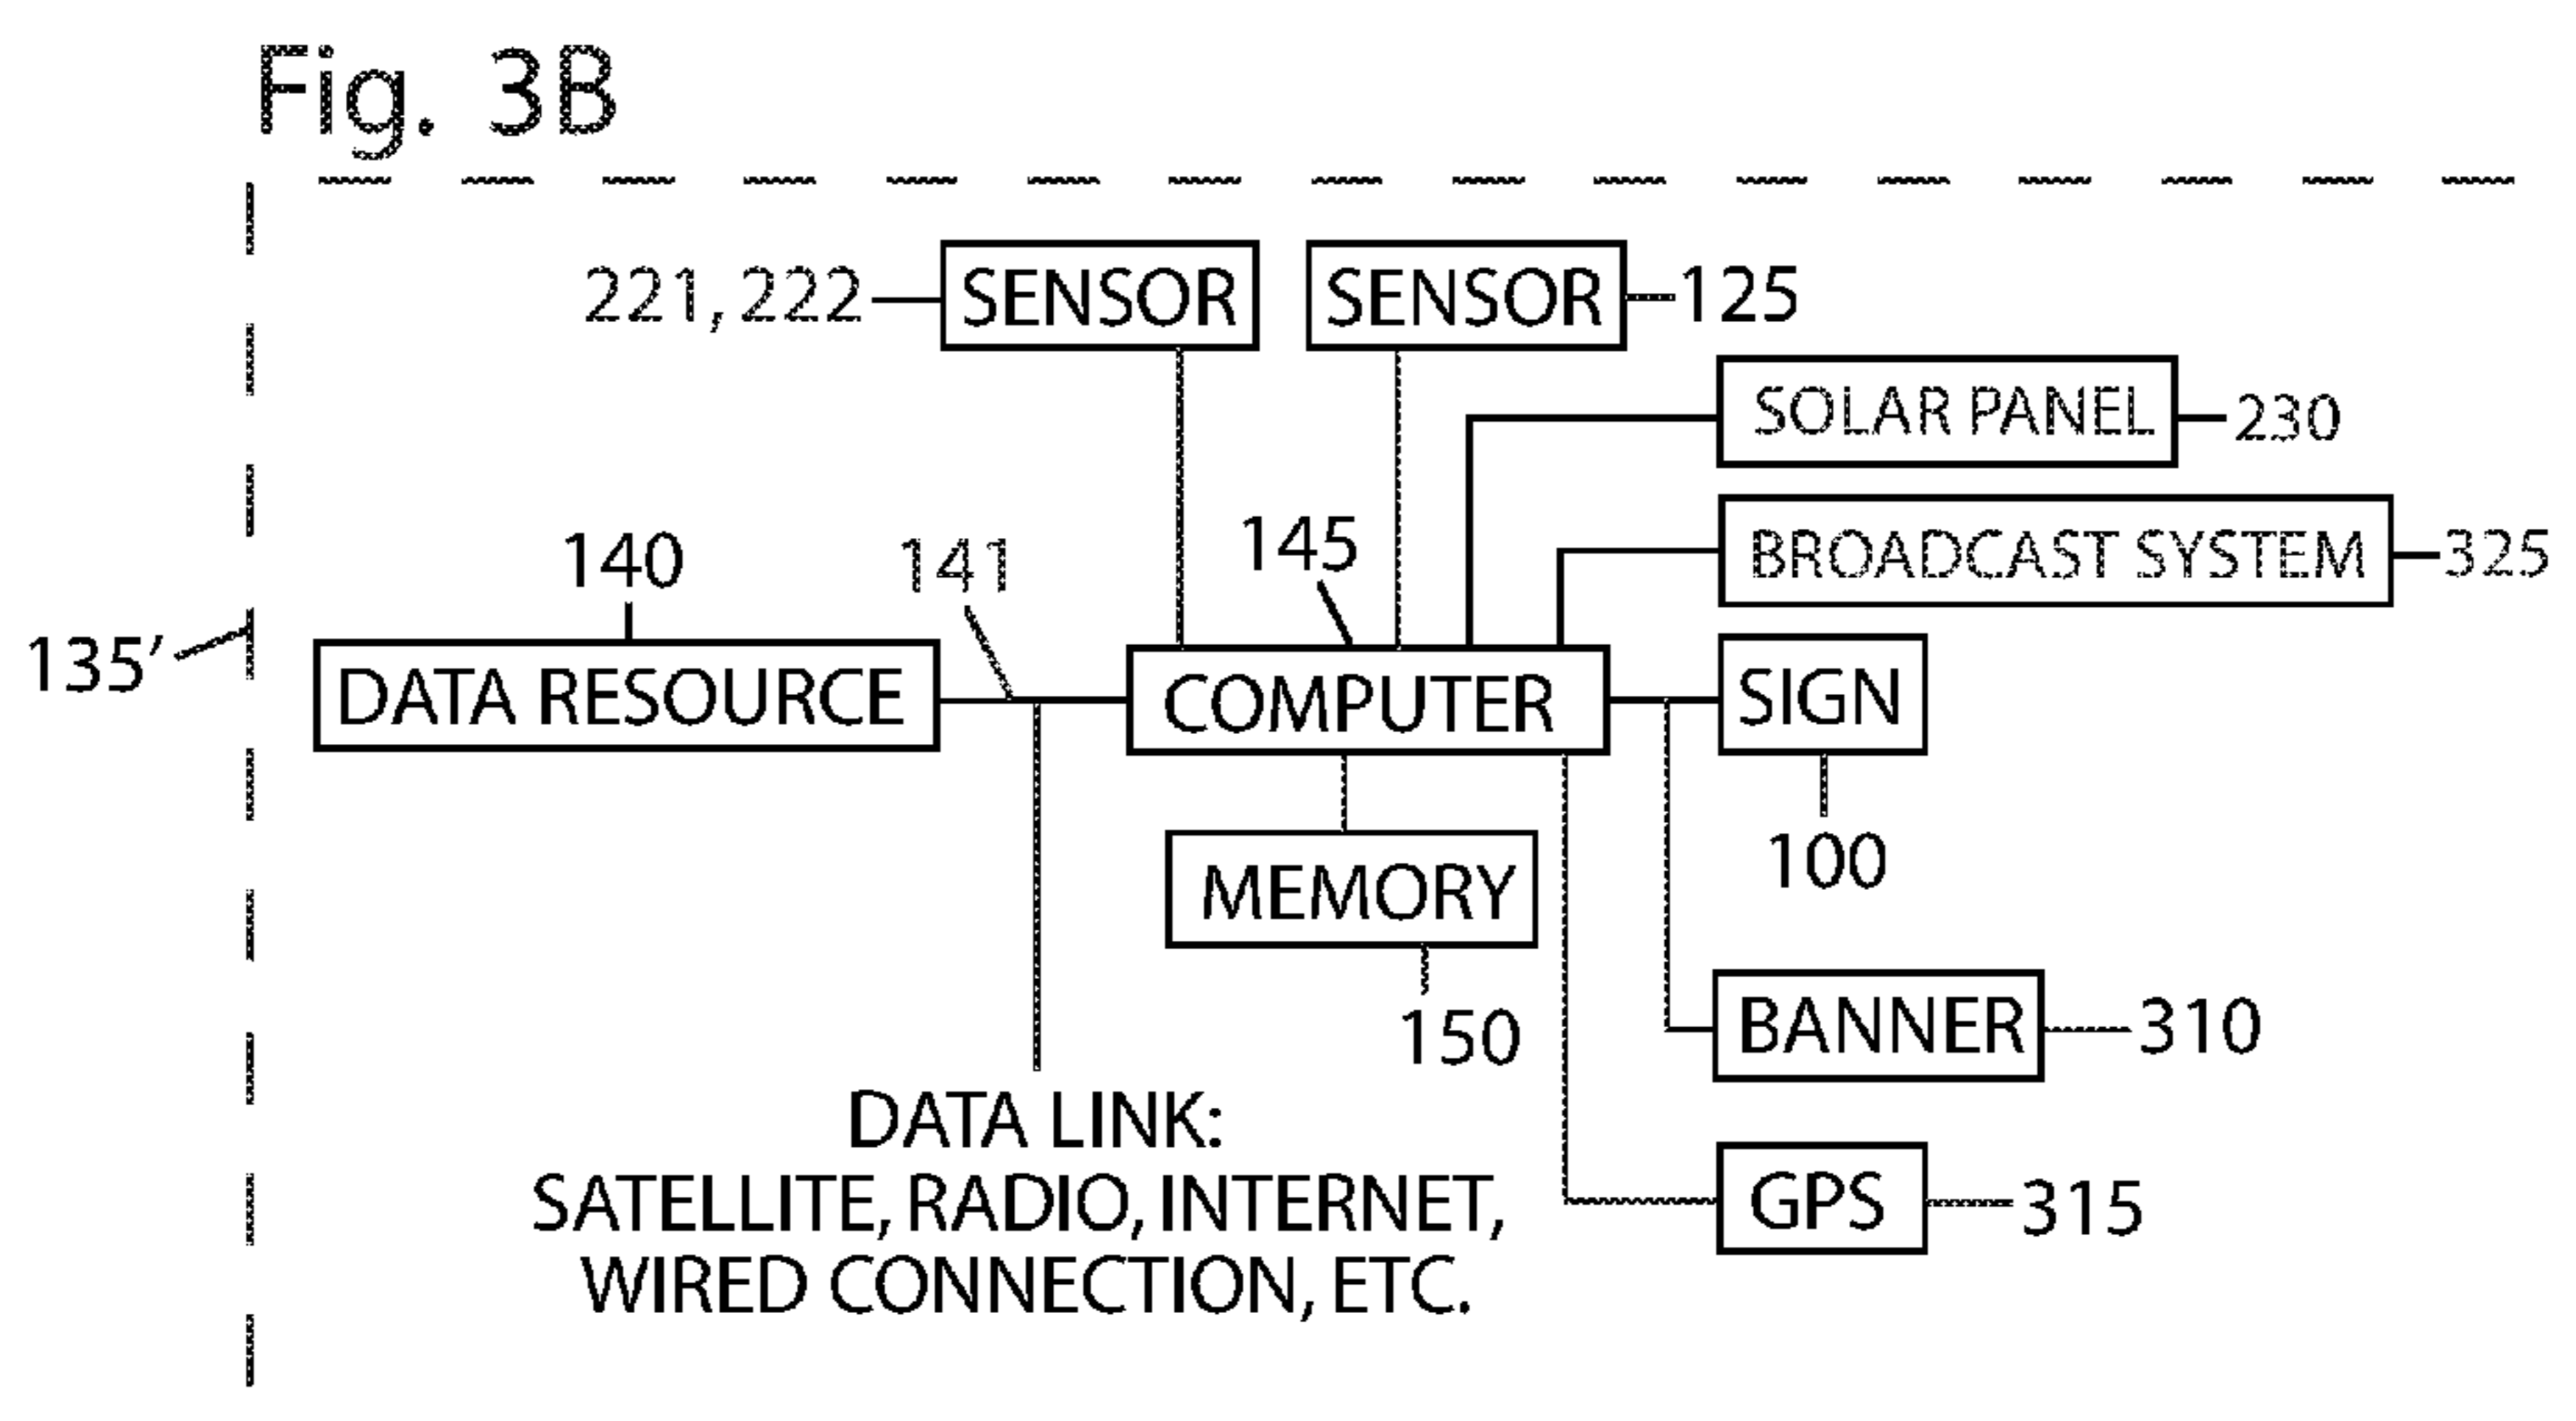 Fig. 3B
221, 222 SENSOR
SENSOR 125
SOLAR PANEL 230
BROADCAST SYSTEM 325
140
141
145
135′
DATA RESOURCE
COMPUTER
SIGN
100
MEMORY
150
BANNER 310
DATA LINK:
SATELLITE, RADIO, INTERNET,
WIRED CONNECTION, ETC.
GPS 315